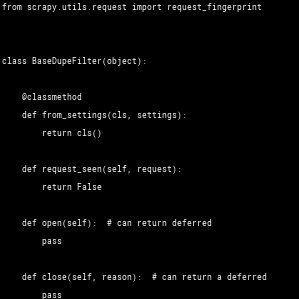 from scrapy.utils.request import request_fingerprint
class BaseDupeFilter(object):
@classmethod
def from_settings(cls, settings):
return cls()
def request_seen(self, request):
return False
def open(self):  # can return deferred
pass
def close(self, reason):  # can return a deferred
pass